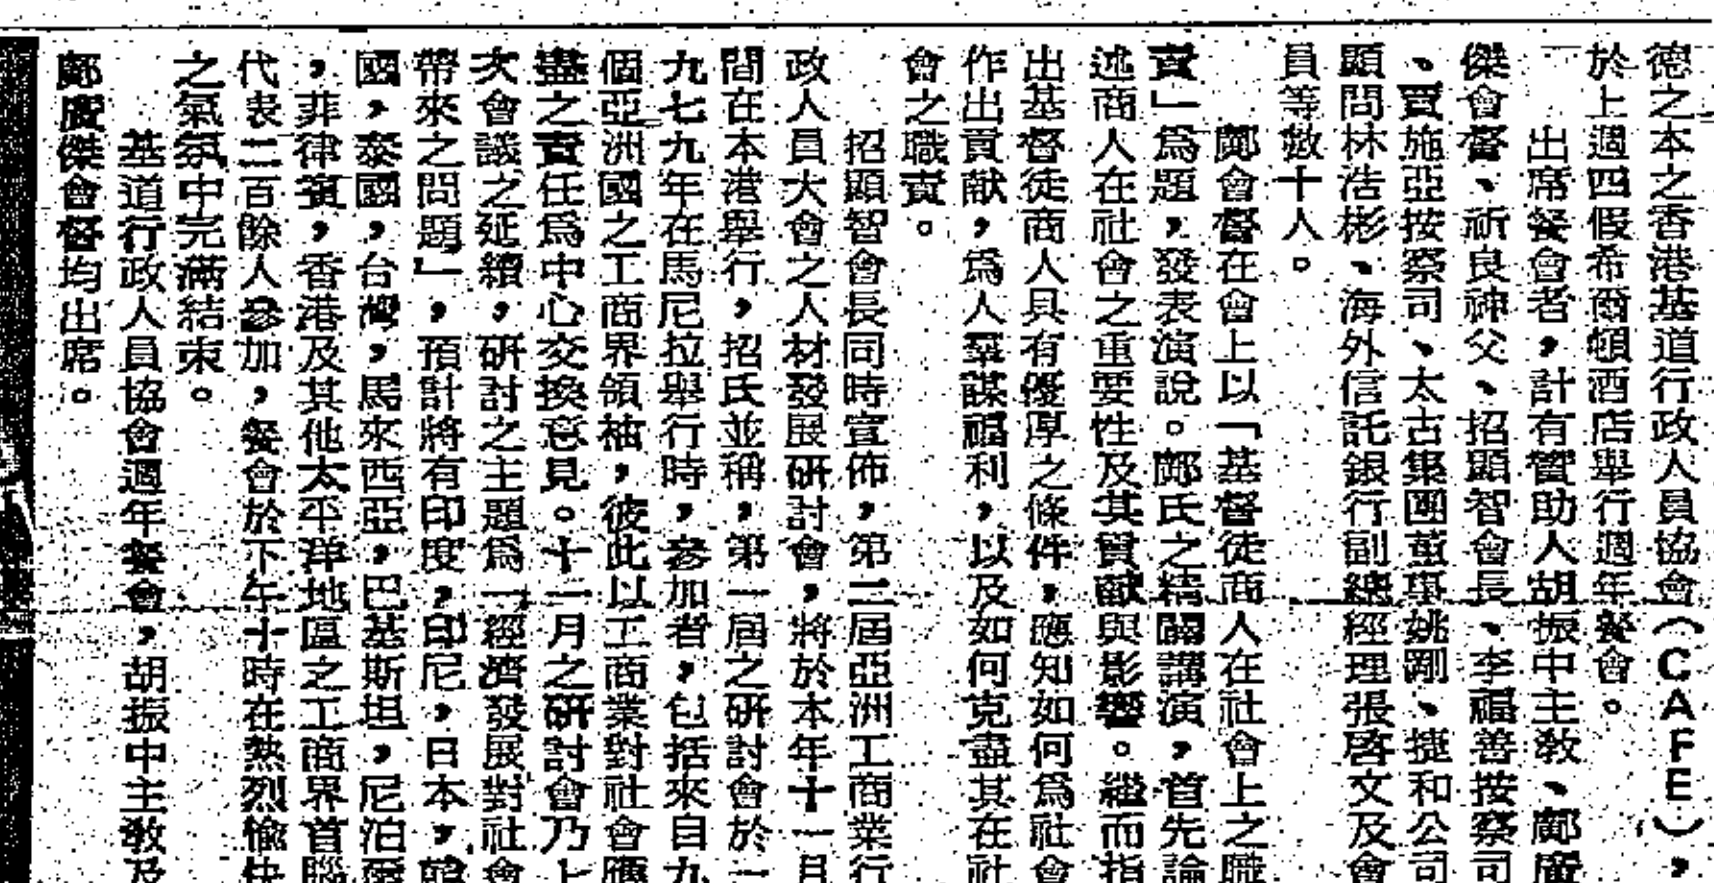 德之本之香港基道行政人員協會（CAFE），
於上週四假希爾頓酒店舉行週年餐會。
出席餐會者，計有贊助人胡振中主教、鄺廣
傑會督、祈良神父、招顯智會長、李福善按察司
、賈施亞按察司、太古集團董事姚剛、捷和公司
顧問林浩彬、海外信託銀行副總經理張啓文及會
員等數十人。
鄺會督在會上以「基督徒商人在社會上之職
責」爲題，發表演說。鄺氏之精闢講演，首先論
述商人在社會之重要性及其貢獻與影響。繼而指
出基督徒商人具有優厚之條件，應知如何爲社會
作出貢献，爲人羣謀福利，以及如何克盡其在社
會之職責。
招顯智會長同時宣佈，第二屆亞洲工商業行
政人員大會之人材發展研討會，將於本年十一月
間在本港舉行，招氏並稱，第一屆之研討會於一
九七九年在馬尼拉舉行時，參加者，包括來自九
個亞洲國之工商界領袖，彼此以工商業對社會應
盡之責任爲中心交換意見。十一月之研討會乃上
次會議之延續，研討之主題爲「經濟發展對社會
帶來之問題」，預計將有印度，印尼，日本，韓
國，泰國，台灣，馬來西亞，巴基斯坦，尼泊爾
，菲律賓，香港及其他太平洋地區之工商界首腦
代表二百餘人參加，餐會於下午十時在熱烈愉快
之氣氛中完滿結束。
基道行政人員協會週年餐會，胡振中主教及
鄺廣傑會督均出席。